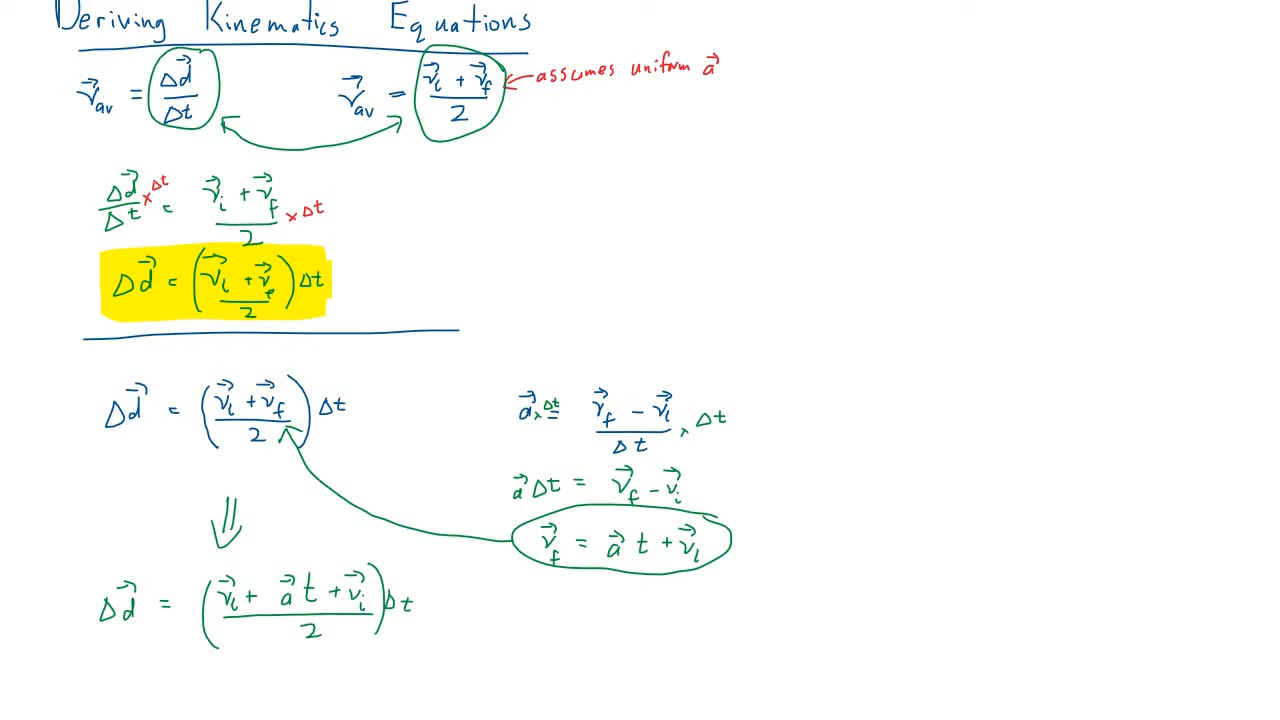 Deriving Kinematics Equations
v⃗av = Δd⃗/Δt    v⃗av = (v⃗i + v⃗f)/2 ← assumes uniform a⃗
Δd⃗/Δt × Δt = (v⃗i + v⃗f)/2 × Δt
Δd⃗ = ((v⃗i + v⃗f)/2) Δt
Δd⃗ = ((v⃗i + v⃗f)/2) Δt    a⃗ × Δt = (v⃗f − v⃗i)/Δt × Δt
a⃗ Δt = v⃗f − v⃗i
v⃗f = a⃗ t + v⃗i
Δd⃗ = ((v⃗i + a⃗ t + v⃗i)/2) Δt